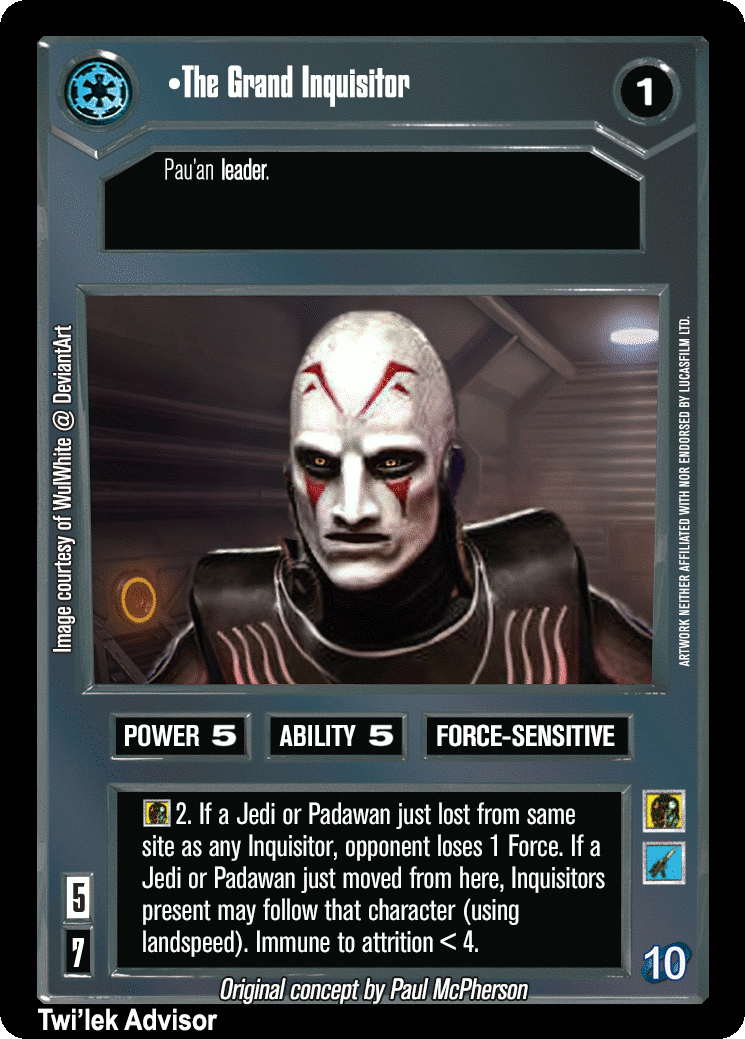 •The Grand Inquisitor
1
Pau'an leader.
Image courtesy of WulWhite @ DeviantArt
ARTWORK NEITHER AFFILIATED WITH NOR ENDORSED BY LUCASFILM LTD.
POWER 5
ABILITY 5
FORCE-SENSITIVE
2. If a Jedi or Padawan just lost from same
site as any Inquisitor, opponent loses 1 Force. If a
Jedi or Padawan just moved from here, Inquisitors
present may follow that character (using
landspeed). Immune to attrition < 4.
5
7
10
Original concept by Paul McPherson
Twi'lek Advisor